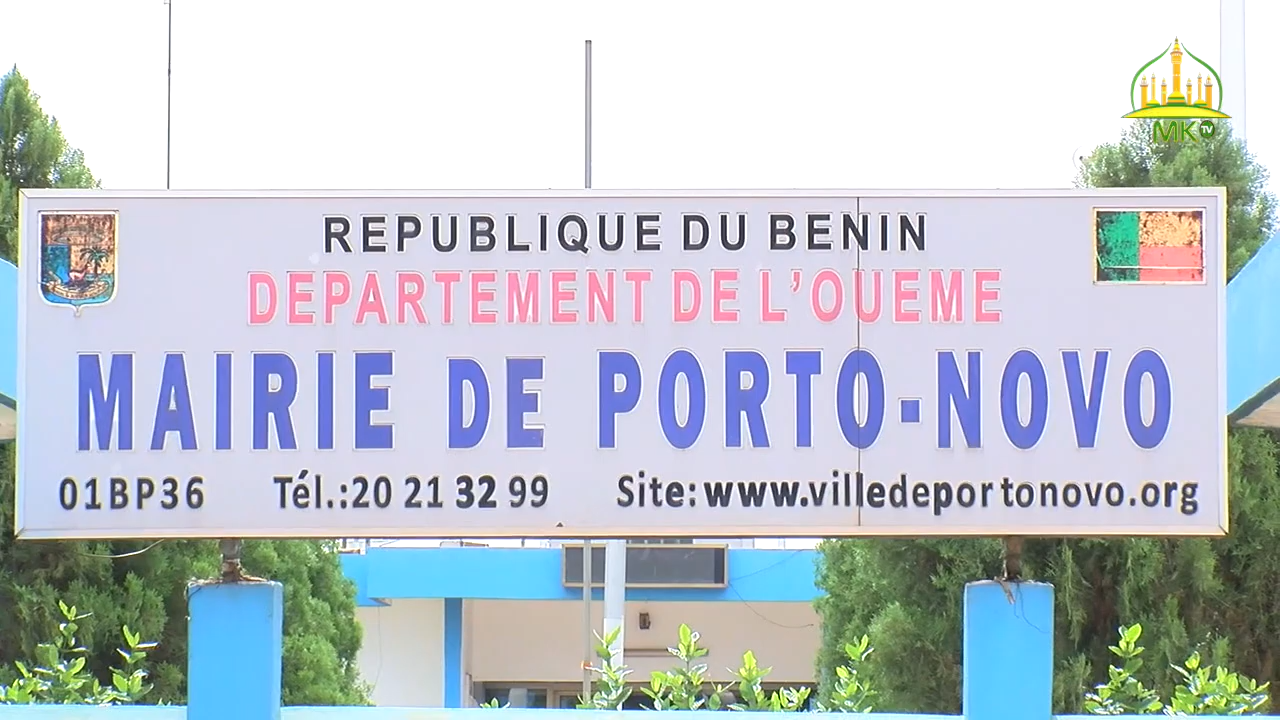 MK TV
REPUBLIQUE DU BENIN
DEPARTEMENT DE L'OUEME
MAIRIE DE PORTO-NOVO
01BP36 Tél.:20 21 32 99 Site: www.villedeportonovo.org